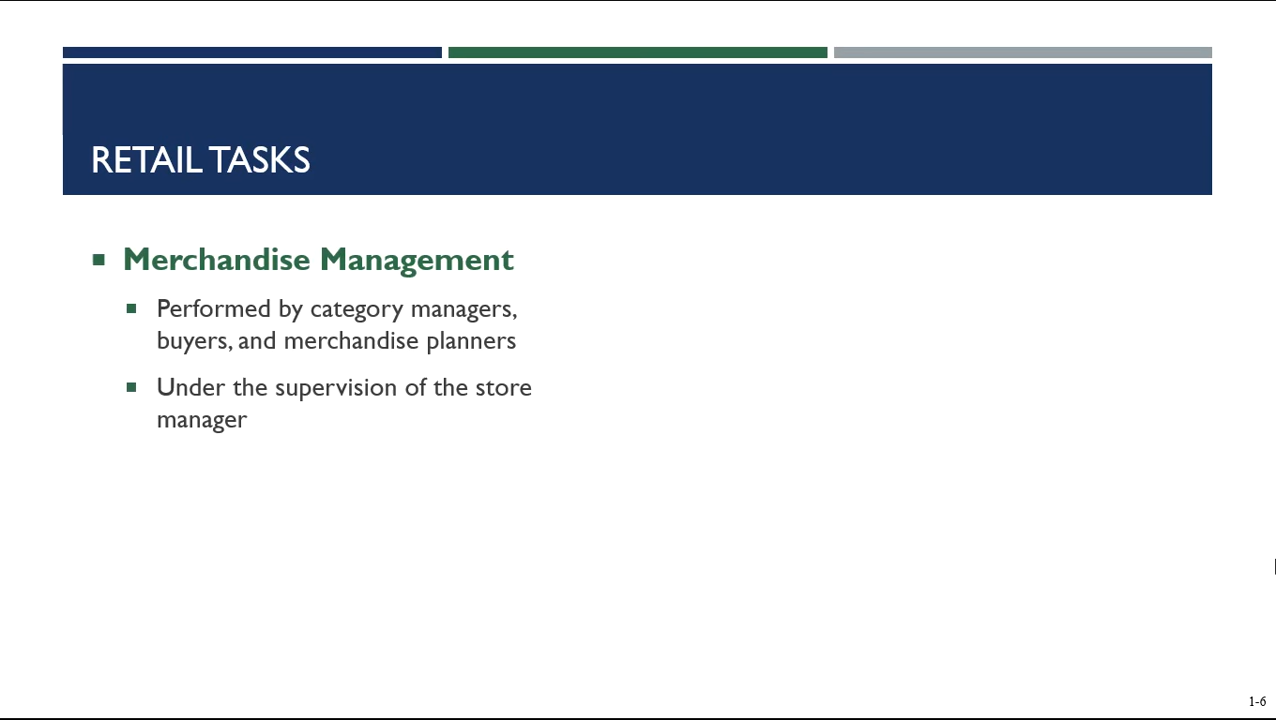 RETAIL TASKS
Merchandise Management
Performed by category managers,
buyers, and merchandise planners
Under the supervision of the store
manager
1-6